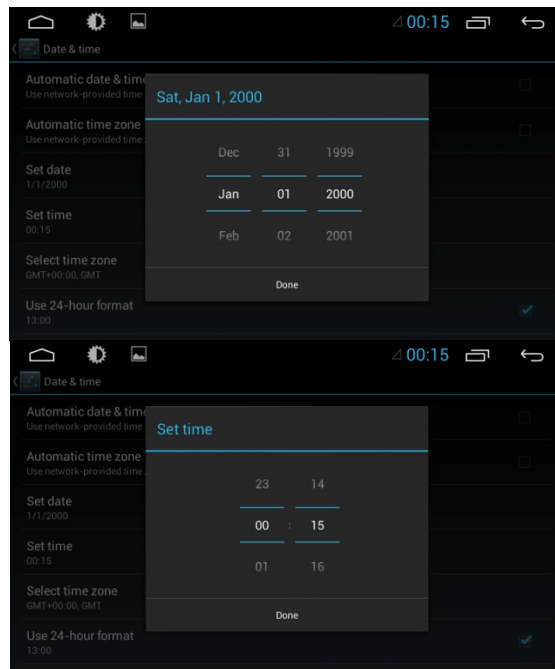 00:15
Date & time
Automatic date & time
Use network-provided time
Sat, Jan 1, 2000
Automatic time zone
Use network-provided time
Dec 31 1999
Set date
1/1/2000
Jan 01 2000
Set time
00:15
Feb 02 2001
Select time zone
GMT+00:00, GMT
Done
Use 24-hour format
13:00
00:15
Date & time
Automatic date & time
Use network-provided time
Set time
Automatic time zone
Use network-provided time
23 14
Set date
1/1/2000
00 : 15
Set time
00:15
01 16
Select time zone
GMT+00:00, GMT
Done
Use 24-hour format
13:00